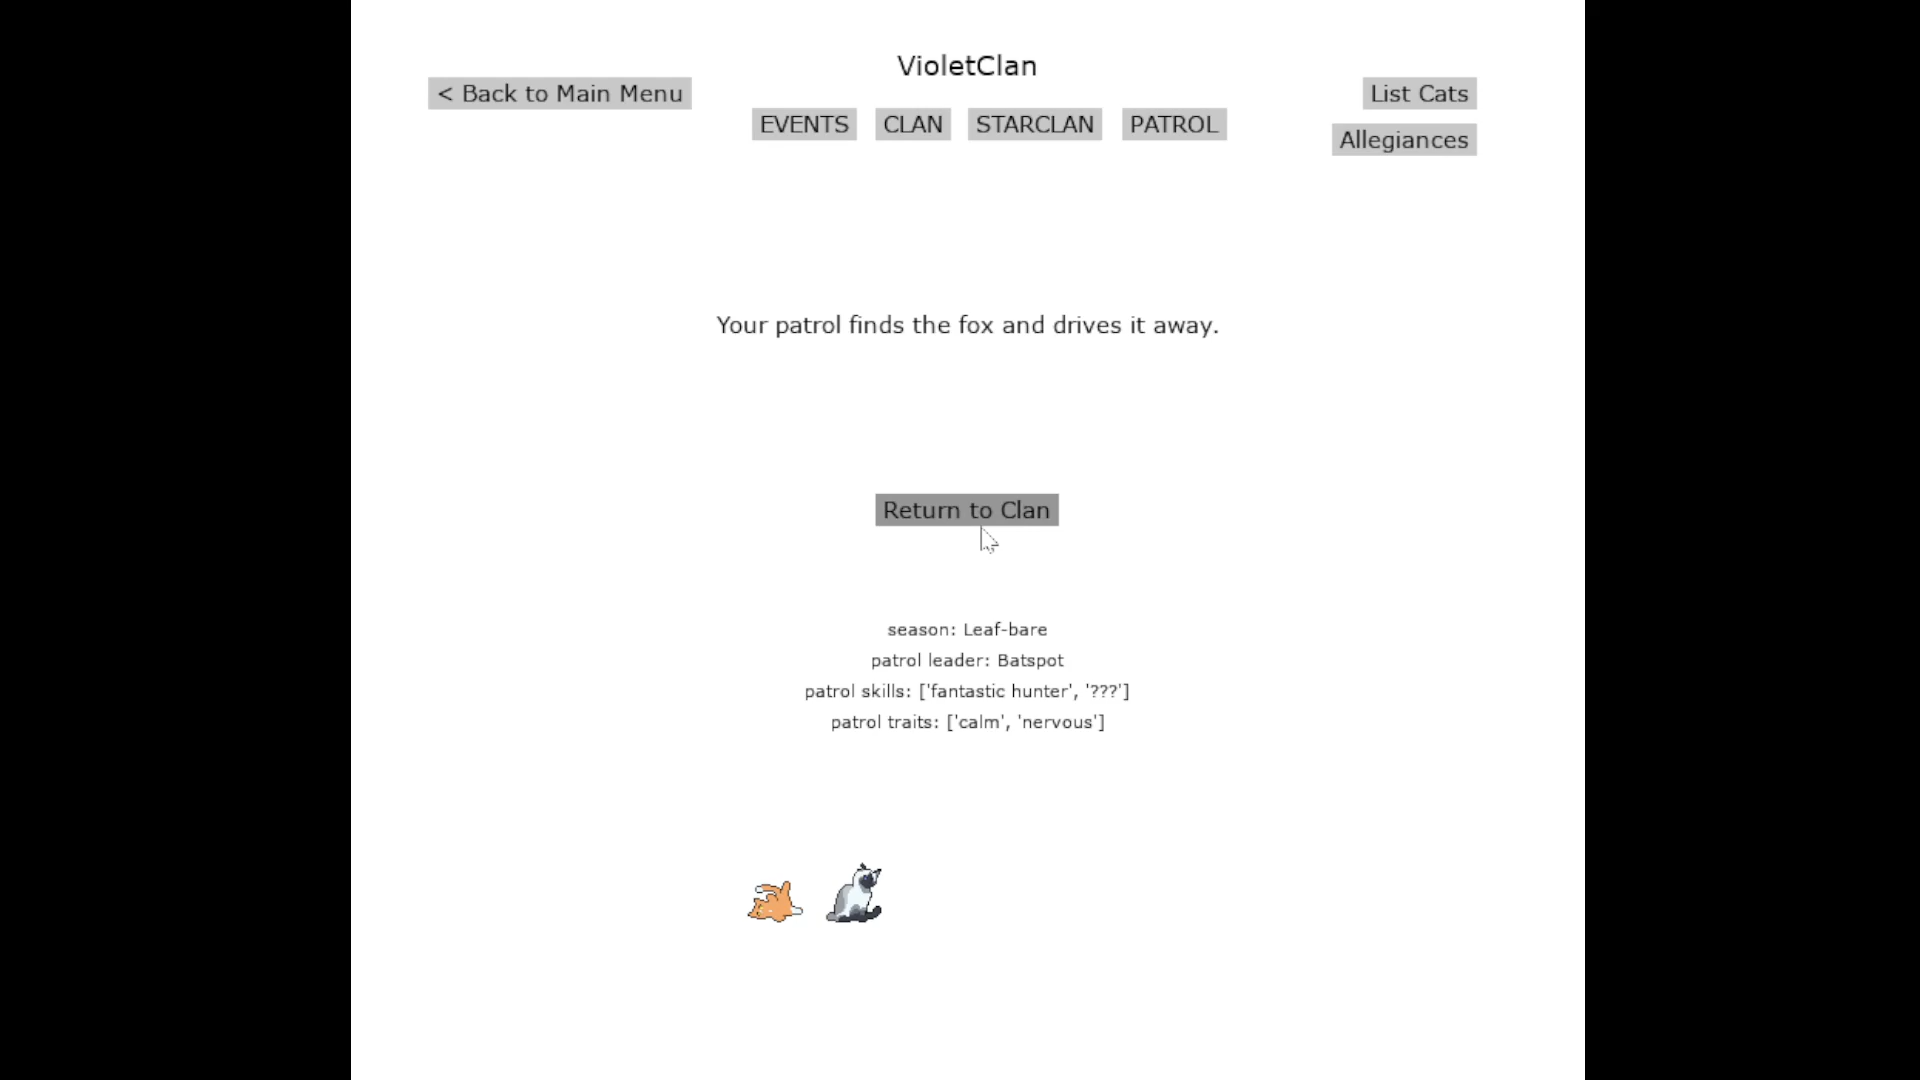 VioletClan
< Back to Main Menu
List Cats
EVENTS CLAN STARCLAN PATROL
Allegiances
Your patrol finds the fox and drives it away.
Return to Clan
season: Leaf-bare
patrol leader: Batspot
patrol skills: ['fantastic hunter', '???']
patrol traits: ['calm', 'nervous']